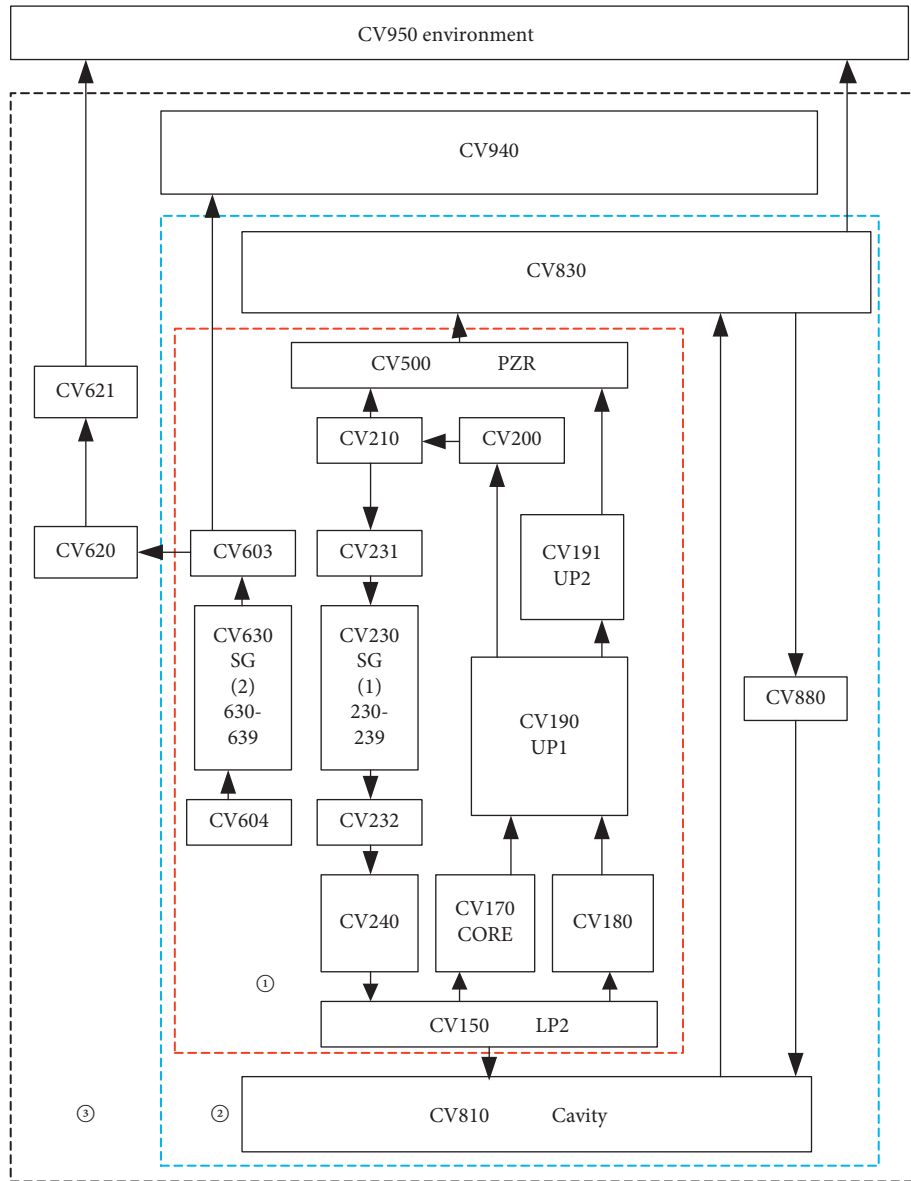 CV950 environment
CV940
CV830
CV500 PZR
CV621
CV210
CV200
CV620
CV603
CV231
CV191
UP2
CV630
SG
(2)
630-
639
CV230
SG
(1)
230-
239
CV190
UP1
CV880
CV604
CV232
CV240
CV170
CORE
CV180
①
CV150 LP2
③
②
CV810 Cavity